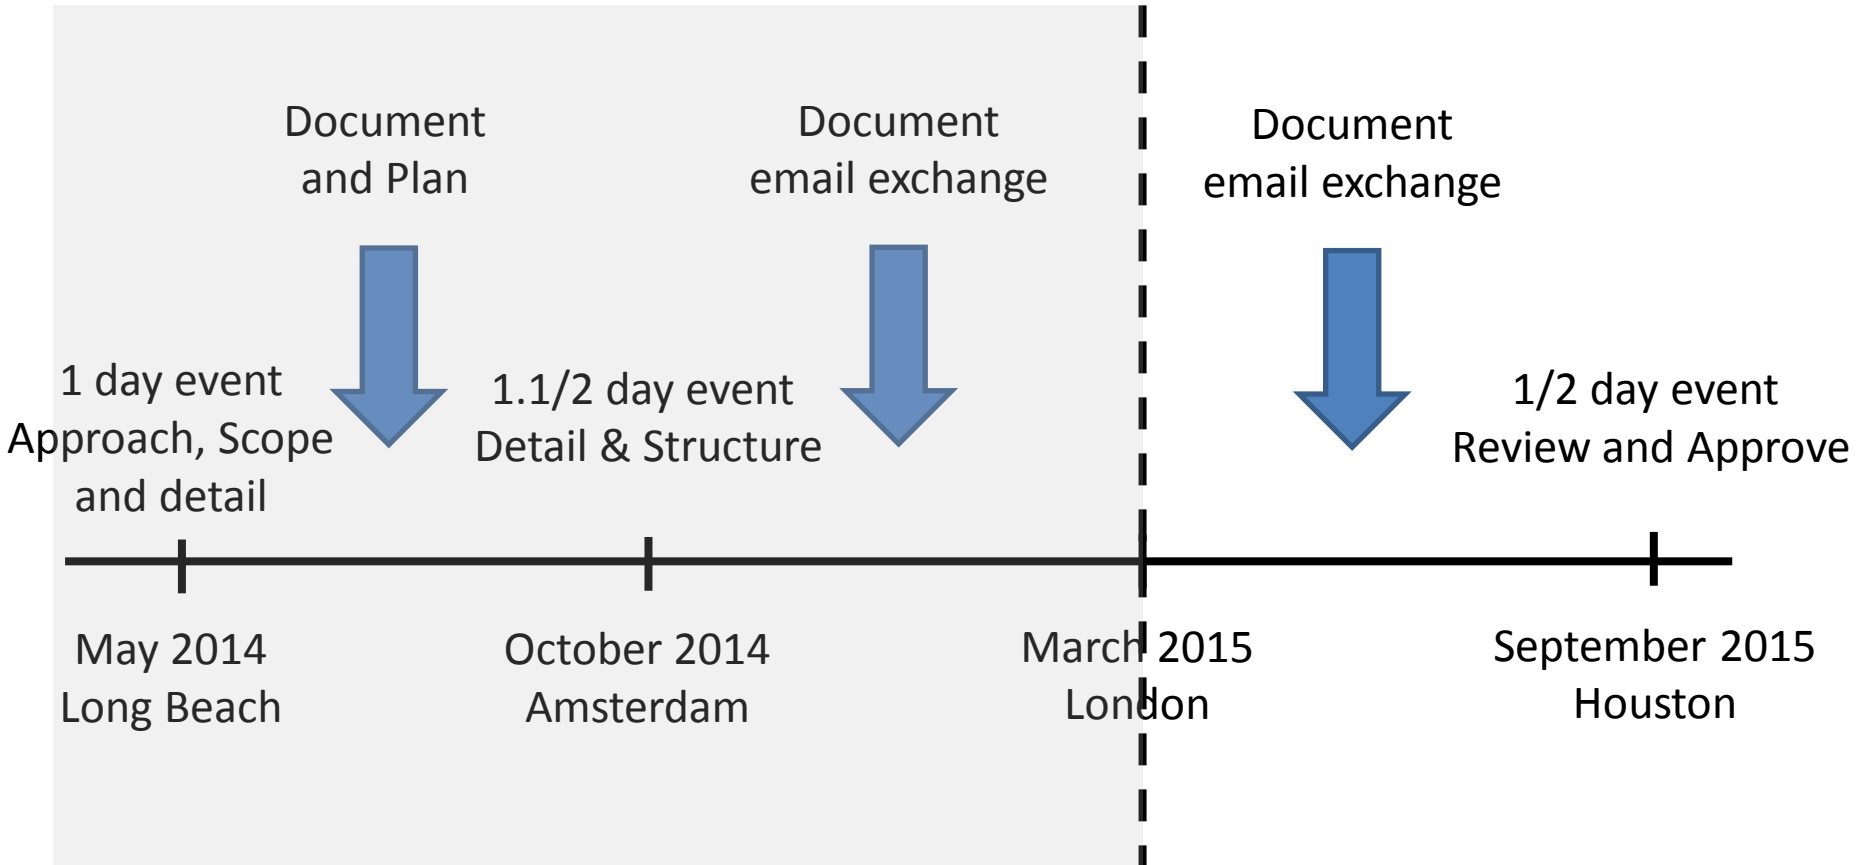 Document
and Plan
Document
email exchange
Document
email exchange
1 day event
Approach, Scope
and detail
1.1/2 day event
Detail & Structure
1/2 day event
Review and Approve
May 2014
Long Beach
October 2014
Amsterdam
March 2015
London
September 2015
Houston